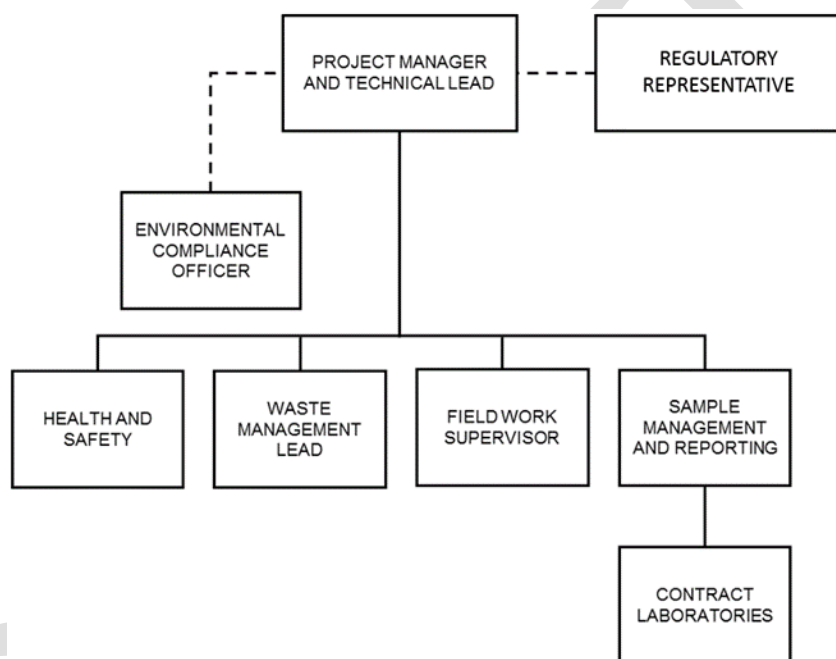 PROJECT MANAGER
AND TECHNICAL LEAD
REGULATORY
REPRESENTATIVE
ENVIRONMENTAL
COMPLIANCE
OFFICER
HEALTH AND
SAFETY
WASTE
MANAGEMENT
LEAD
FIELD WORK
SUPERVISOR
SAMPLE
MANAGEMENT
AND REPORTING
CONTRACT
LABORATORIES